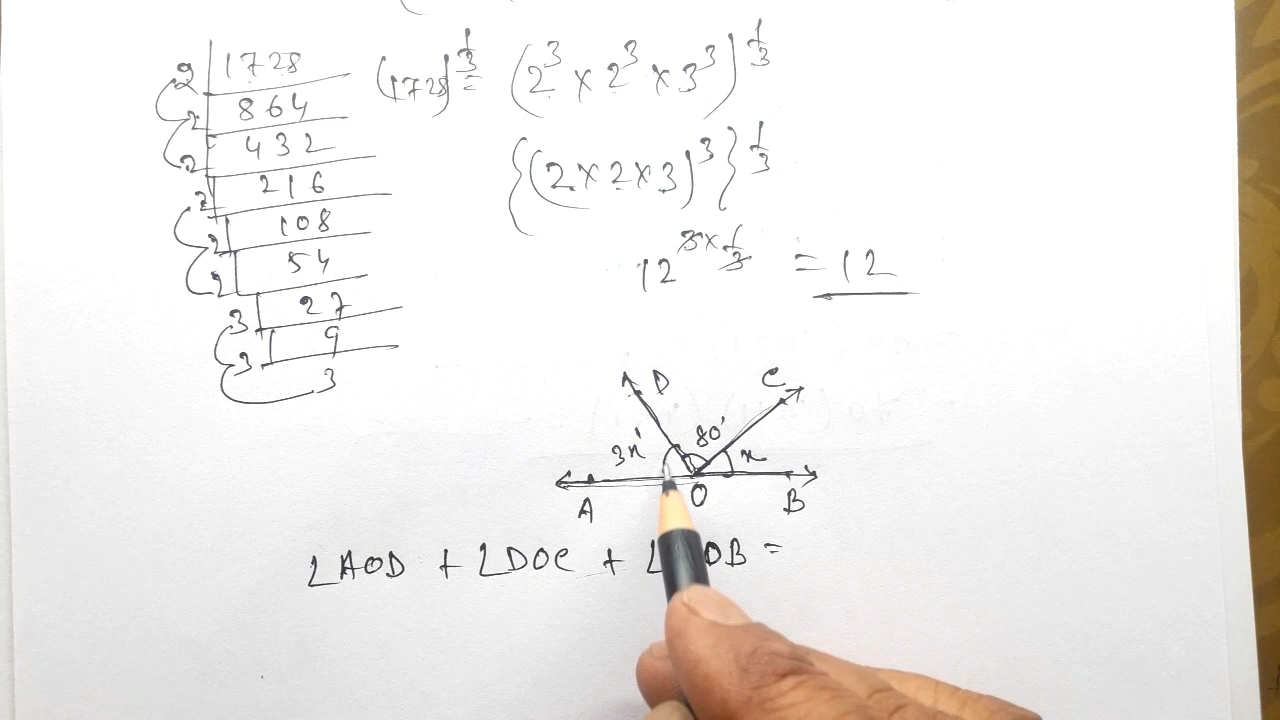 2 | 1728
2 | 864
2 | 432
2 | 216
2 | 108
2 | 54
3 | 27
3 | 9
3
(1728)^1/3 = (2^3 × 2^3 × 3^3)^1/3
{(2×2×3)^3}^1/3
12^3×1/3 = 12
D C
3x° 80° x
A O B
∠AOD + ∠DOC + ∠ OB =